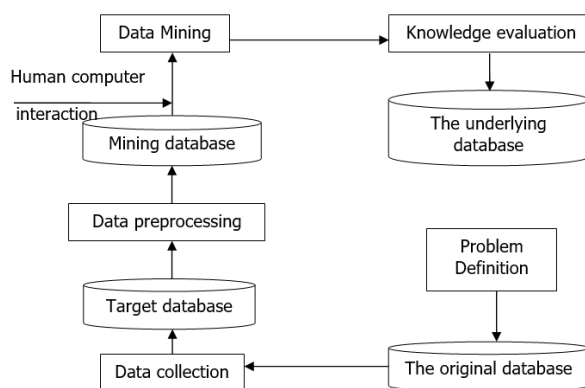 Data Mining
Knowledge evaluation
Human computer
interaction
The underlying
database
Mining database
Data preprocessing
Problem
Definition
Target database
Data collection
The original database